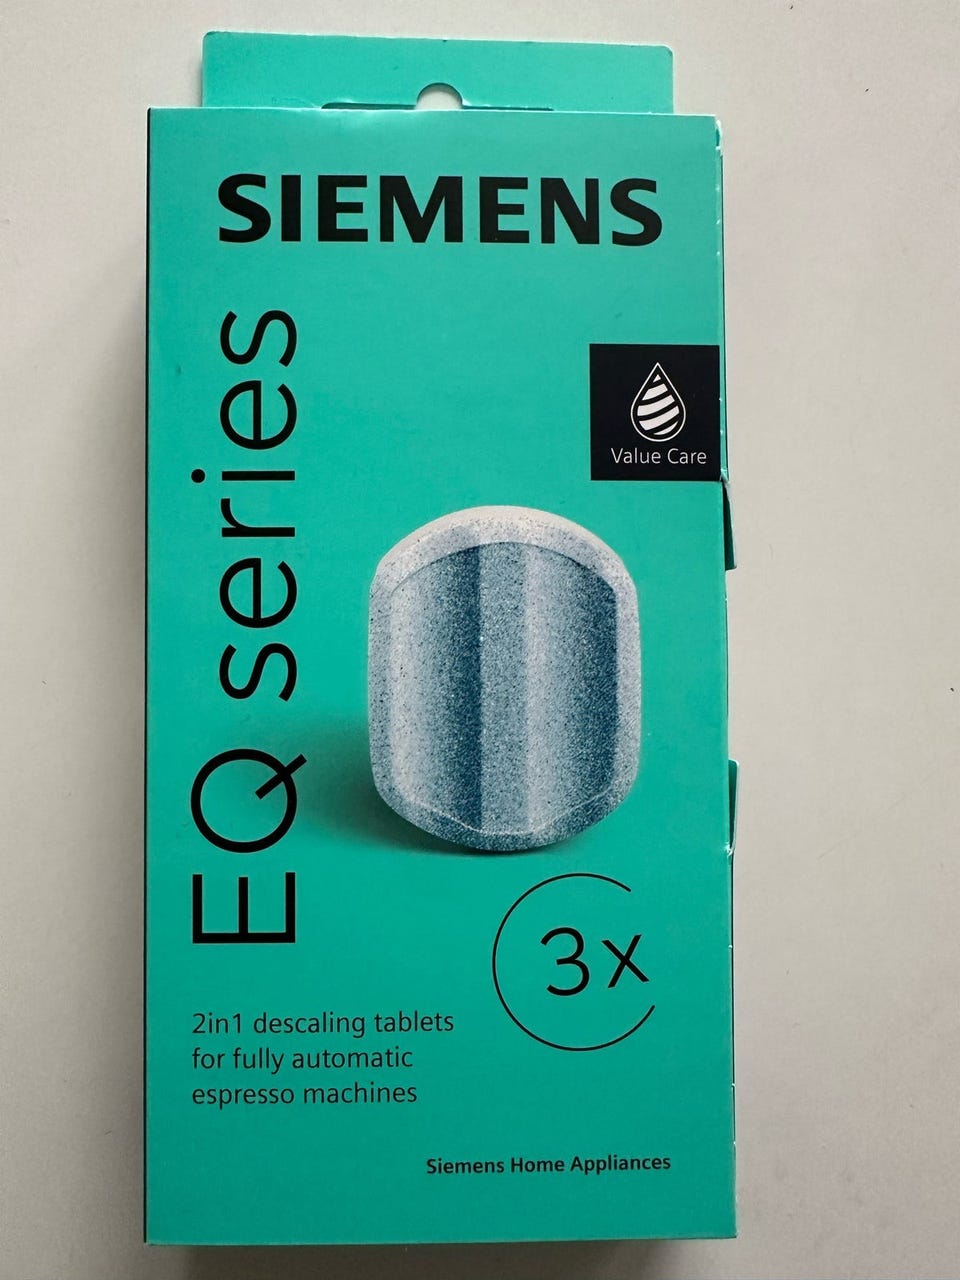 SIEMENS
EQ series
Value Care
3x
2in1 descaling tablets
for fully automatic
espresso machines
Siemens Home Appliances